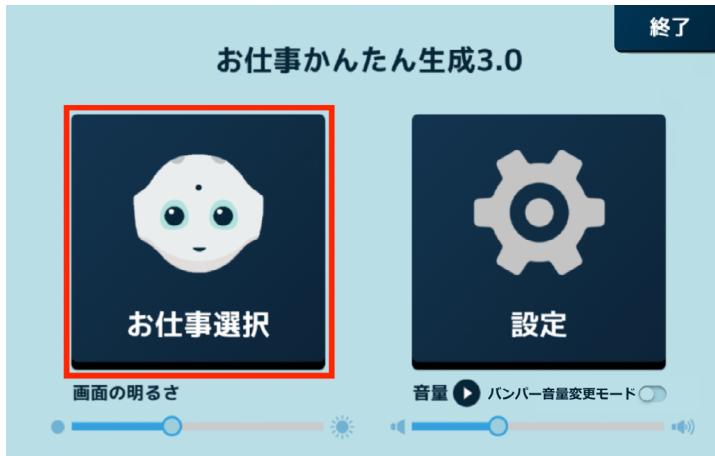 終了
お仕事かんたん生成3.0
お仕事選択
設定
画面の明るさ
音量
バンパー音量変更モード